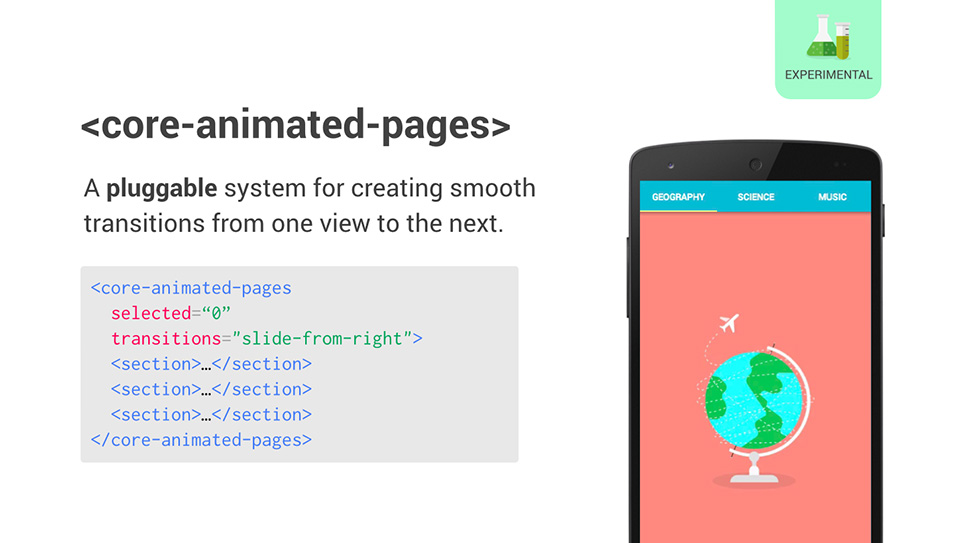 EXPERIMENTAL
<core-animated-pages>
A pluggable system for creating smooth
transitions from one view to the next.
<core-animated-pages
selected=“0”
transitions="slide-from-right">
<section>…</section>
<section>…</section>
<section>…</section>
</core-animated-pages>
GEOGRAPHY SCIENCE MUSIC